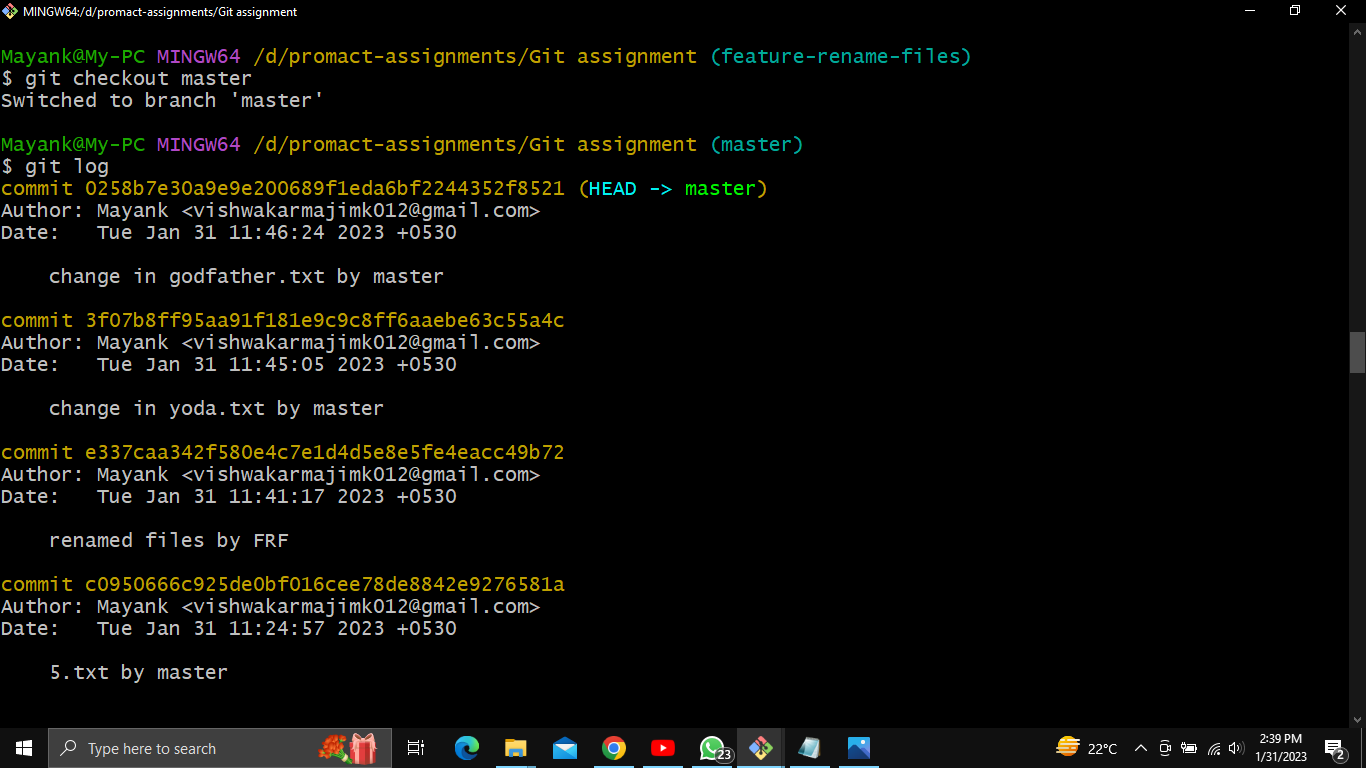 MINGW64:/d/promact-assignments/Git assignment
Mayank@My-PC MINGW64 /d/promact-assignments/Git assignment (feature-rename-files)
$ git checkout master
Switched to branch 'master'
Mayank@My-PC MINGW64 /d/promact-assignments/Git assignment (master)
$ git log
commit 0258b7e30a9e9e200689f1eda6bf2244352f8521 (HEAD -> master)
Author: Mayank <vishwakarmajimk012@gmail.com>
Date:   Tue Jan 31 11:46:24 2023 +0530
    change in godfather.txt by master
commit 3f07b8ff95aa91f181e9c9c8ff6aaebe63c55a4c
Author: Mayank <vishwakarmajimk012@gmail.com>
Date:   Tue Jan 31 11:45:05 2023 +0530
    change in yoda.txt by master
commit e337caa342f580e4c7e1d4d5e8e5fe4eacc49b72
Author: Mayank <vishwakarmajimk012@gmail.com>
Date:   Tue Jan 31 11:41:17 2023 +0530
    renamed files by FRF
commit c0950666c925de0bf016cee78de8842e9276581a
Author: Mayank <vishwakarmajimk012@gmail.com>
Date:   Tue Jan 31 11:24:57 2023 +0530
    5.txt by master
Type here to search
23
22°C
2:39 PM
1/31/2023
2